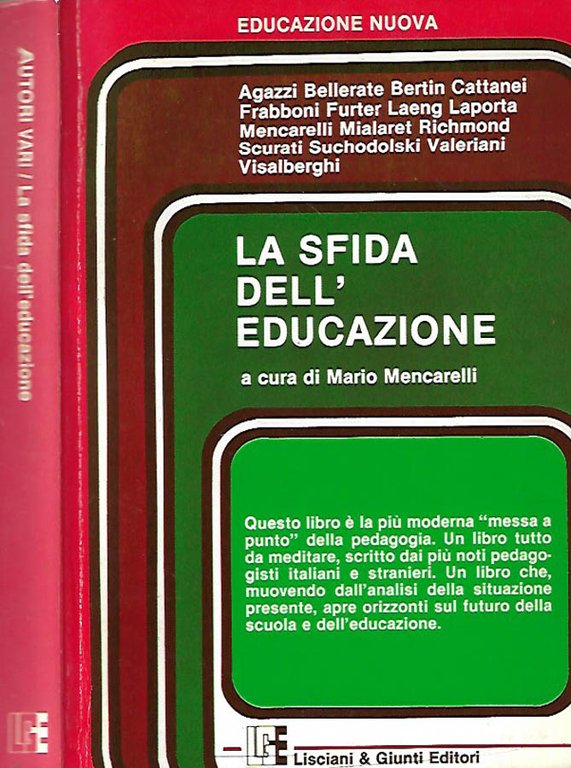 AUTORI VARI / La sfida dell'educazione
LGE
EDUCAZIONE NUOVA
Agazzi Bellerate Bertin Cattanei
Frabboni Furter Laeng Laporta
Mencarelli Mialaret Richmond
Scurati Suchodolski Valeriani
Visalberghi
LA SFIDA
DELL'
EDUCAZIONE
a cura di Mario Mencarelli
Questo libro è la più moderna “messa a
punto” della pedagogia. Un libro tutto
da meditare, scritto dai più noti pedago-
gisti italiani e stranieri. Un libro che,
muovendo dall'analisi della situazione
presente, apre orizzonti sul futuro della
scuola e dell'educazione.
LGE
Lisciani & Giunti Editori